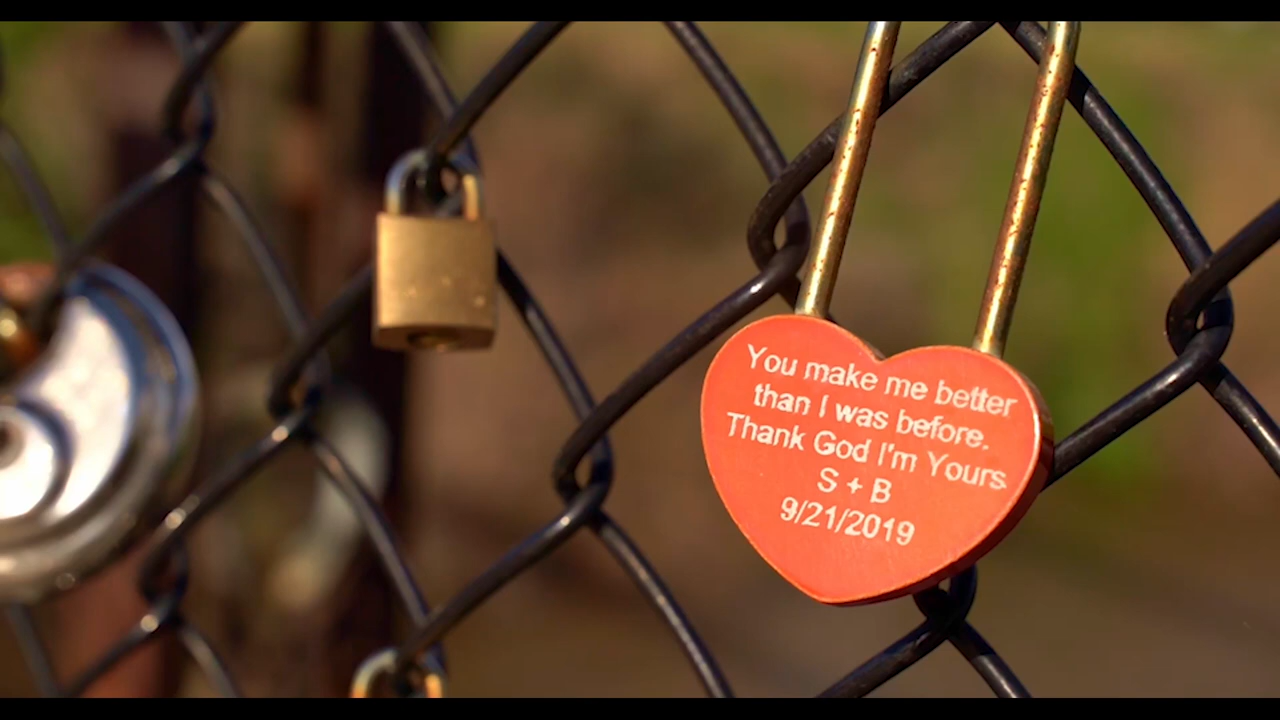 You make me better
than I was before.
Thank God I'm Yours
S + B
9/21/2019